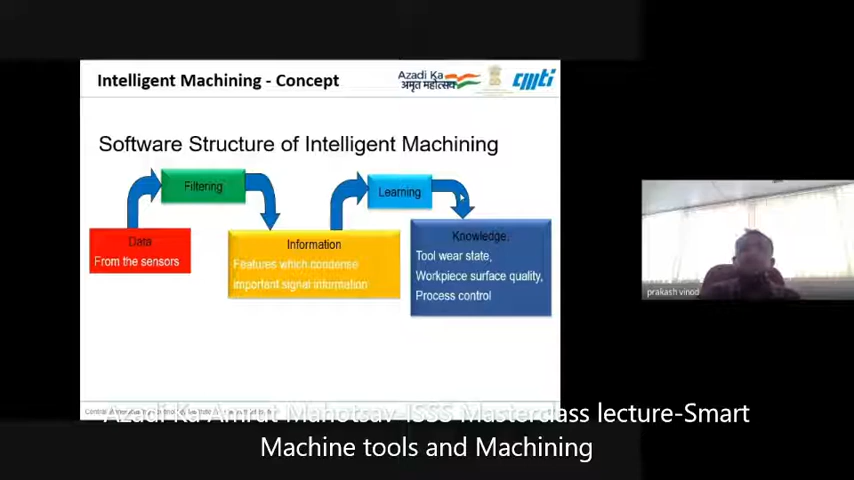 Intelligent Machining - Concept
Azadi Ka
अमृत महोत्सव
cmti
Software Structure of Intelligent Machining
Filtering
Learning
Data
From the sensors
Information
Features which condense
important signal information
Knowledge:
Tool wear state,
Workpiece surface quality,
Process control
prakash vinod
Azadi Ka Amrut Mahotsav-ISSS Masterclass lecture-Smart
Machine tools and Machining